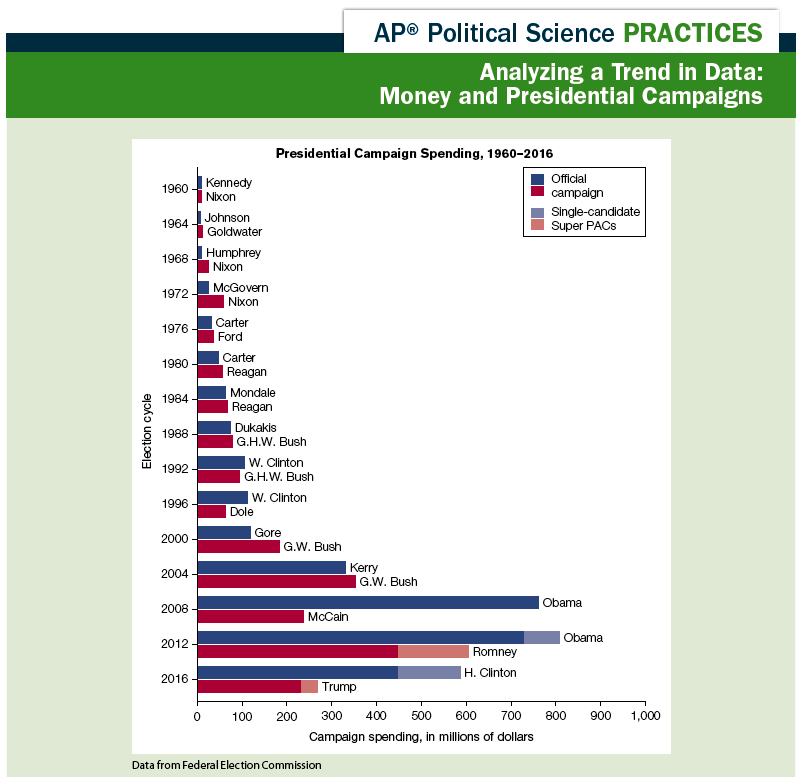 AP® Political Science PRACTICES
Analyzing a Trend in Data:
Money and Presidential Campaigns
Presidential Campaign Spending, 1960–2016
Official
campaign
Single-candidate
Super PACs
Election cycle
1960
Kennedy
Nixon
1964
Johnson
Goldwater
1968
Humphrey
Nixon
1972
McGovern
Nixon
1976
Carter
Ford
1980
Carter
Reagan
1984
Mondale
Reagan
1988
Dukakis
G.H.W. Bush
1992
W. Clinton
G.H.W. Bush
1996
W. Clinton
Dole
2000
Gore
G.W. Bush
2004
Kerry
G.W. Bush
2008
Obama
McCain
2012
Obama
Romney
2016
H. Clinton
Trump
0 100 200 300 400 500 600 700 800 900 1,000
Campaign spending, in millions of dollars
Data from Federal Election Commission